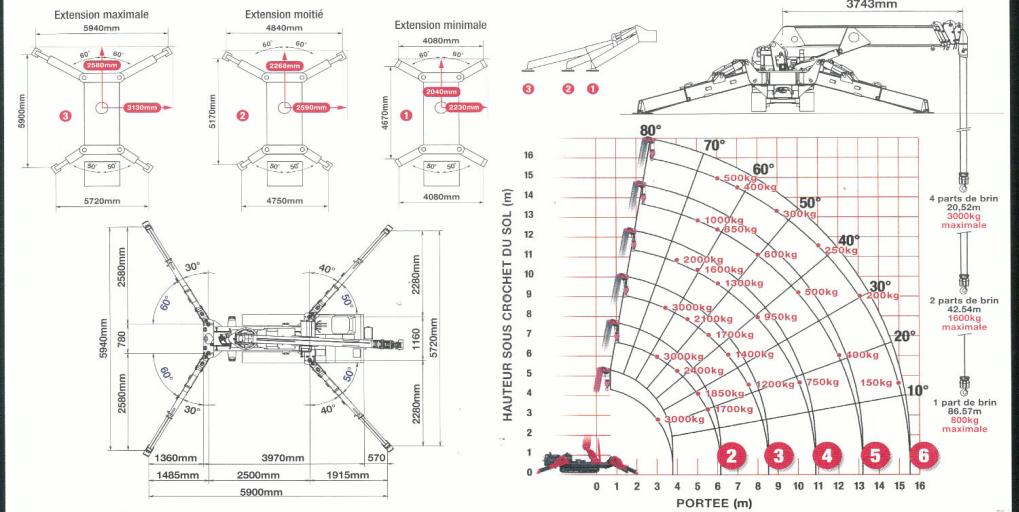 Extension maximale
5940mm
60° 60°
2580mm
3130mm
5900mm
3
50° 50°
5720mm
Extension moitié
4840mm
60° 60°
2268mm
2590mm
5170mm
2
50° 50°
4750mm
Extension minimale
4080mm
60° 60°
2040mm
2230mm
4670mm
1
50° 50°
4080mm
3 2 1
3743mm
5940mm
2580mm
780
2580mm
30°
60°
60°
30°
40°
50°
50°
40°
2280mm
1160
2280mm
5720mm
1360mm 3970mm 570
1485mm 2500mm 1915mm
5900mm
HAUTEUR SOUS CROCHET DU SOL (m)
16
15
14
13
12
11
10
9
8
7
6
5
4
3
2
1
0
80°
70°
60°
50°
40°
30°
20°
10°
500kg
400kg
300kg
250kg
200kg
150kg
1000kg
850kg
600kg
500kg
400kg
2000kg
1600kg
1300kg
950kg
750kg
3000kg
2100kg
1700kg
1400kg
1200kg
3000kg
2400kg
1850kg
1700kg
3000kg
2 3 4 5 6
0 1 2 3 4 5 6 7 8 9 10 11 12 13 14 15 16
PORTEE (m)
4 parts de brin
20,52m
3000kg
maximale
2 parts de brin
42.54m
1600kg
maximale
1 part de brin
86.57m
800kg
maximale